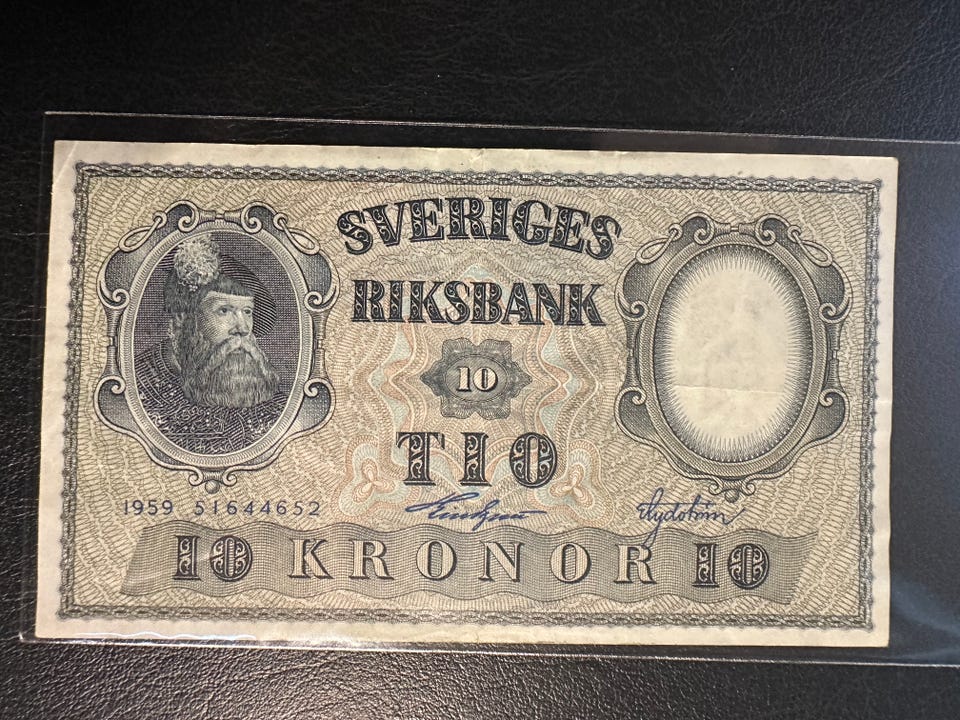 SVERIGES
RIKSBANK
10
TIO
1959 51644652
10 KRONOR 10